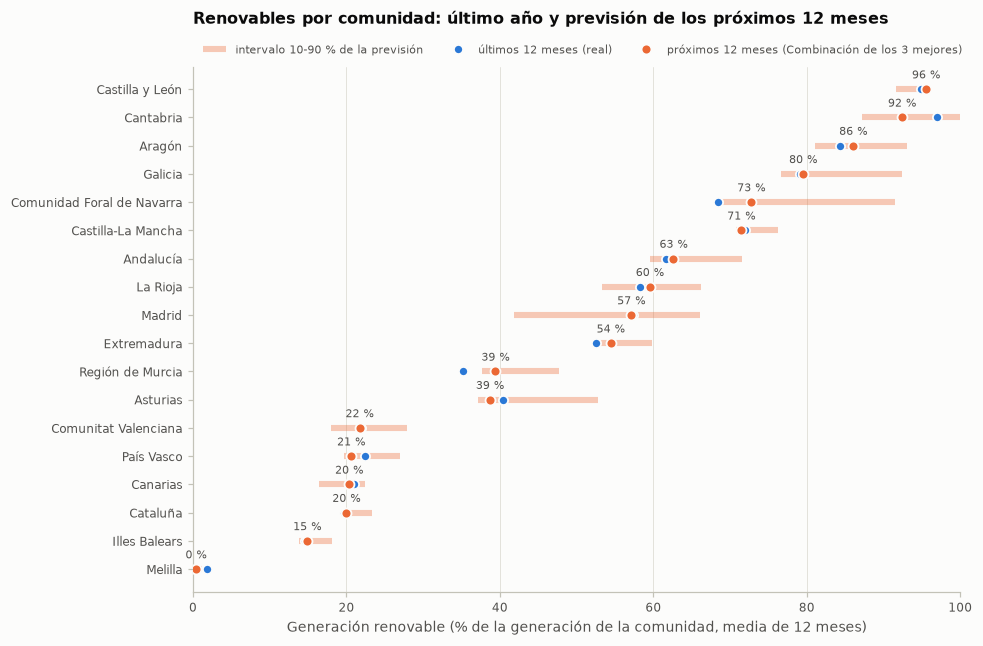 Renovables por comunidad: último año y previsión de los próximos 12 meses
intervalo 10-90 % de la previsión
últimos 12 meses (real)
próximos 12 meses (Combinación de los 3 mejores)
Castilla y León
96 %
Cantabria
92 %
Aragón
86 %
Galicia
80 %
Comunidad Foral de Navarra
73 %
Castilla-La Mancha
71 %
Andalucía
63 %
La Rioja
60 %
Madrid
57 %
Extremadura
54 %
Región de Murcia
39 %
Asturias
39 %
Comunitat Valenciana
22 %
País Vasco
21 %
Canarias
20 %
Cataluña
20 %
Illes Balears
15 %
Melilla
0 %
0 20 40 60 80 100
Generación renovable (% de la generación de la comunidad, media de 12 meses)